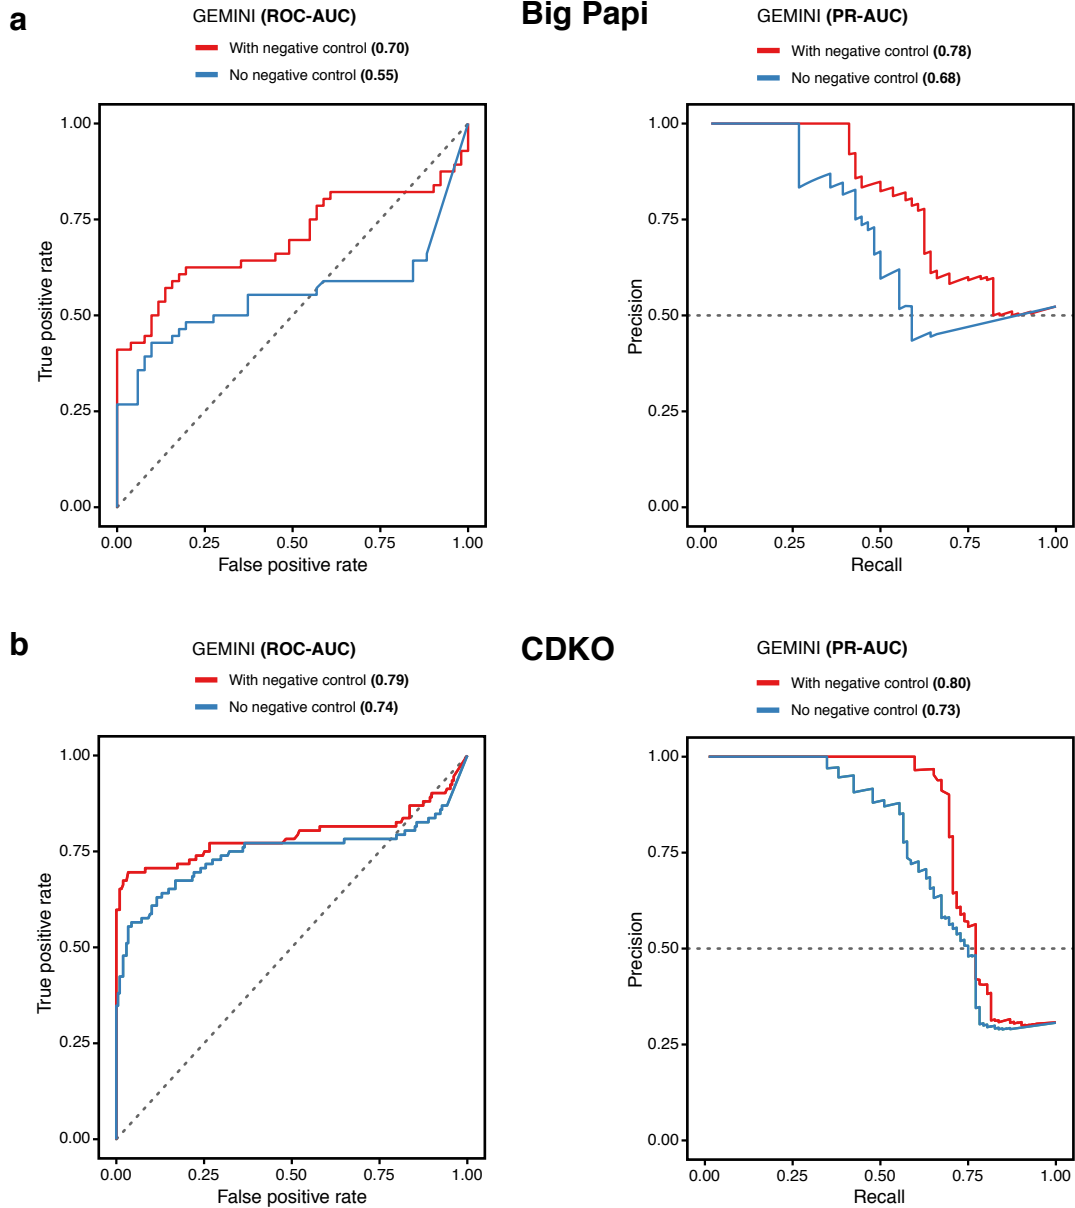 a
GEMINI (ROC-AUC)
With negative control (0.70)
No negative control (0.55)
1.00
0.75
0.50
0.25
0.00
True positive rate
0.00 0.25 0.50 0.75 1.00
False positive rate
Big Papi
GEMINI (PR-AUC)
With negative control (0.78)
No negative control (0.68)
1.00
0.75
0.50
0.25
0.00
Precision
0.00 0.25 0.50 0.75 1.00
Recall
b
GEMINI (ROC-AUC)
With negative control (0.79)
No negative control (0.74)
1.00
0.75
0.50
0.25
0.00
True positive rate
0.00 0.25 0.50 0.75 1.00
False positive rate
CDKO
GEMINI (PR-AUC)
With negative control (0.80)
No negative control (0.73)
1.00
0.75
0.50
0.25
0.00
Precision
0.00 0.25 0.50 0.75 1.00
Recall